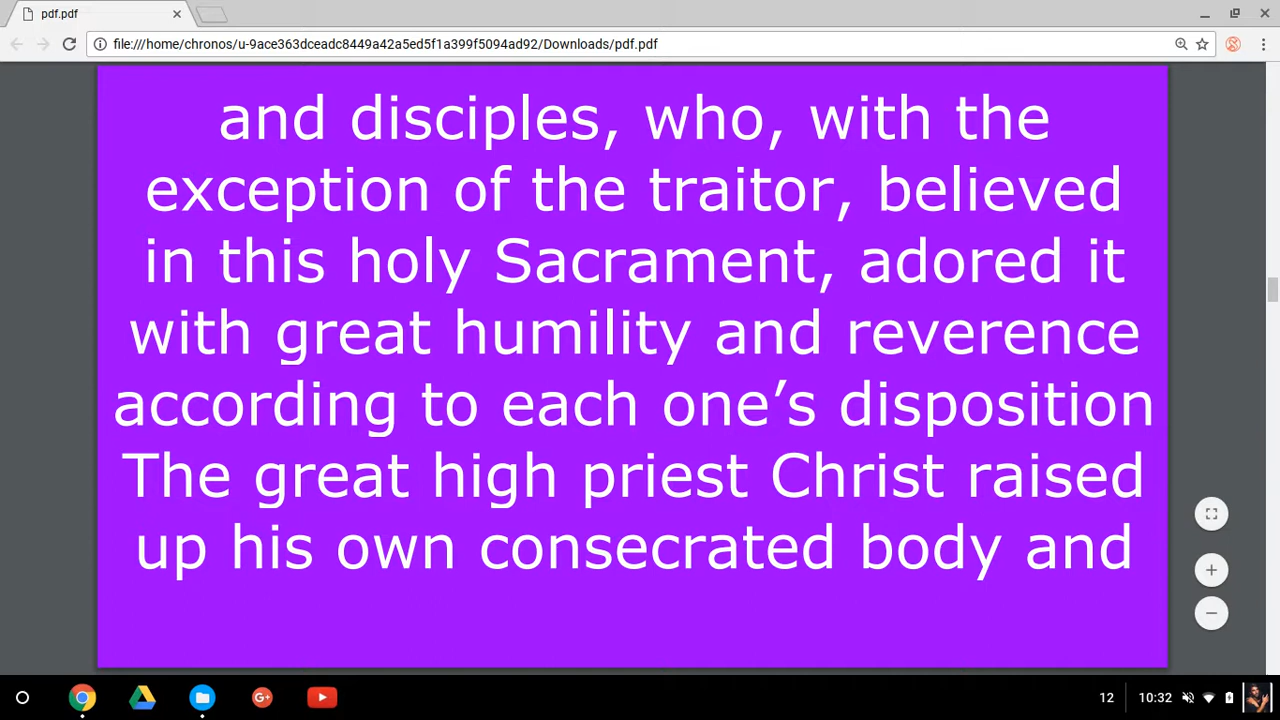 pdf.pdf
file:///home/chronos/u-9ace363dceadc8449a42a5ed5f1a399f5094ad92/Downloads/pdf.pdf
and disciples, who, with the
exception of the traitor, believed
in this holy Sacrament, adored it
with great humility and reverence
according to each one’s disposition
The great high priest Christ raised
up his own consecrated body and
12 10:32